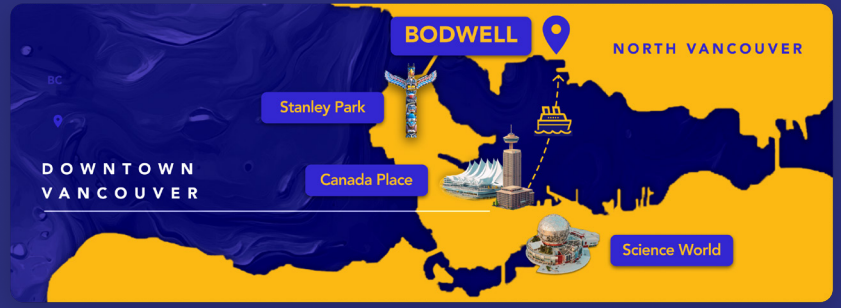 BODWELL
NORTH VANCOUVER
BC
Stanley Park
DOWNTOWN
VANCOUVER
Canada Place
Science World